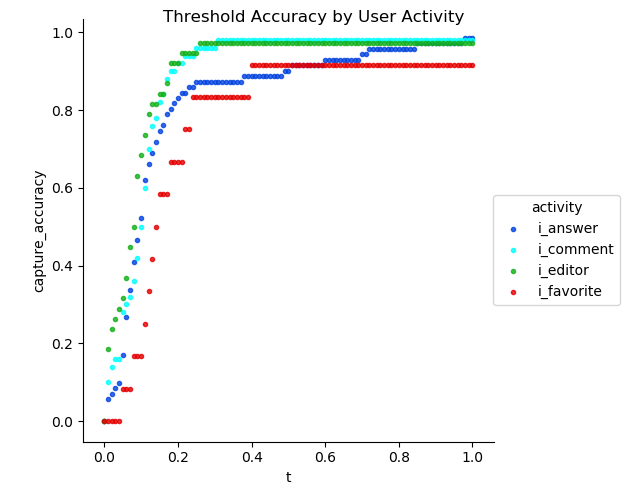 Threshold Accuracy by User Activity
1.0
0.8
0.6
0.4
0.2
0.0
capture_accuracy
0.0 0.2 0.4 0.6 0.8 1.0
t
activity
i_answer
i_comment
i_editor
i_favorite